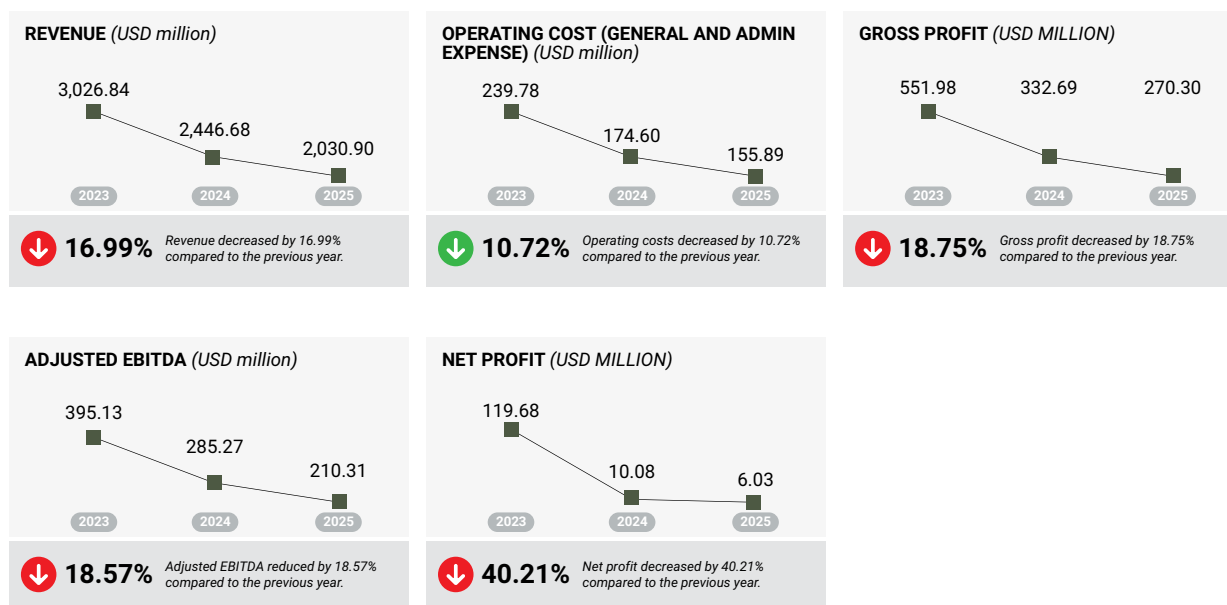 REVENUE (USD million)
3,026.84
2,446.68
2,030.90
2023
2024
2025
16.99%
Revenue decreased by 16.99%
compared to the previous year.
OPERATING COST (GENERAL AND ADMIN
EXPENSE) (USD million)
239.78
174.60
155.89
2023
2024
2025
10.72%
Operating costs decreased by 10.72%
compared to the previous year.
GROSS PROFIT (USD MILLION)
551.98
332.69
270.30
2023
2024
2025
18.75%
Gross profit decreased by 18.75%
compared to the previous year.
ADJUSTED EBITDA (USD million)
395.13
285.27
210.31
2023
2024
2025
18.57%
Adjusted EBITDA reduced by 18.57%
compared to the previous year.
NET PROFIT (USD MILLION)
119.68
10.08
6.03
2023
2024
2025
40.21%
Net profit decreased by 40.21%
compared to the previous year.